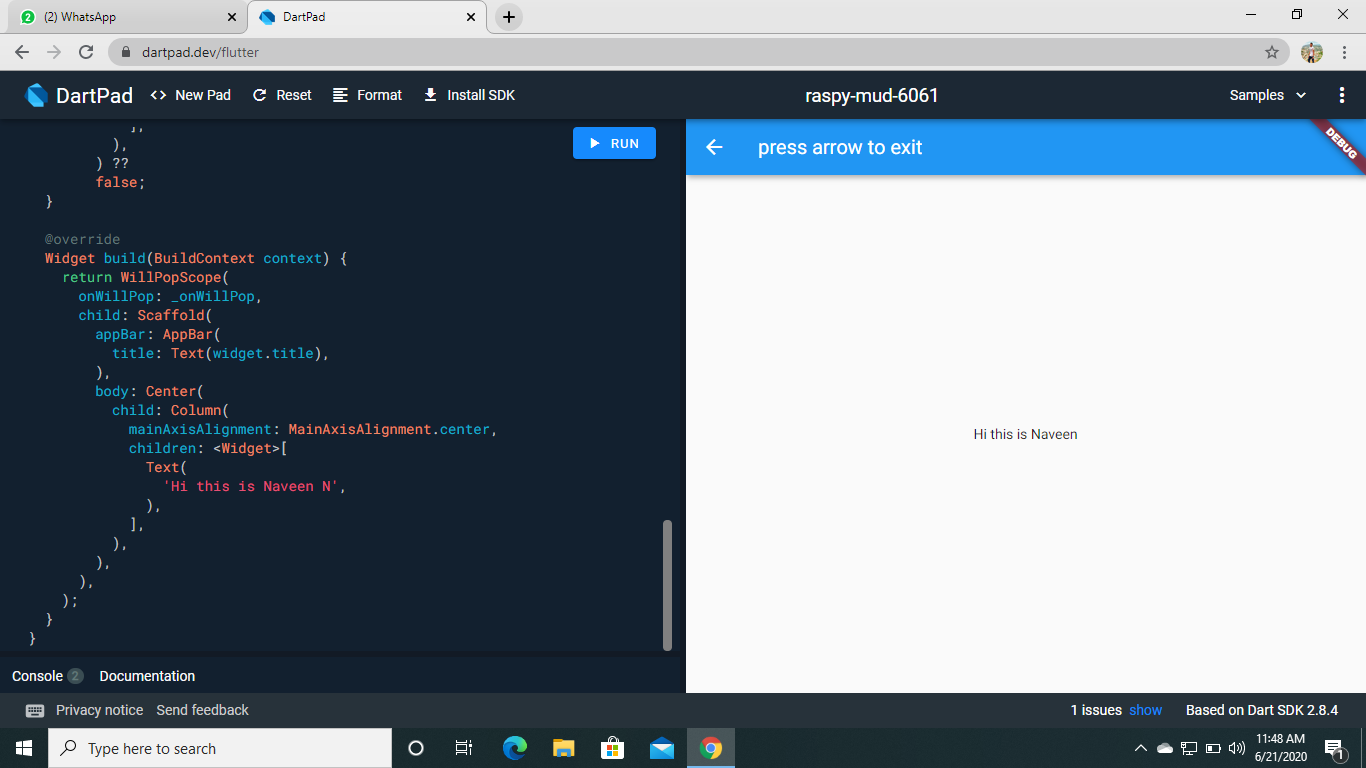 (2) WhatsApp
DartPad
dartpad.dev/flutter
DartPad
<> New Pad
Reset
Format
Install SDK
raspy-mud-6061
Samples
],
),
) ??
false;
}
RUN
@override
Widget build(BuildContext context) {
return WillPopScope(
onWillPop: _onWillPop,
child: Scaffold(
appBar: AppBar(
title: Text(widget.title),
),
body: Center(
child: Column(
mainAxisAlignment: MainAxisAlignment.center,
children: <Widget>[
Text(
'Hi this is Naveen N',
),
],
),
),
),
);
}
}
press arrow to exit
DEBUG
Hi this is Naveen
Console 2 Documentation
Privacy notice Send feedback
1 issues show Based on Dart SDK 2.8.4
Type here to search
11:48 AM
6/21/2020
1